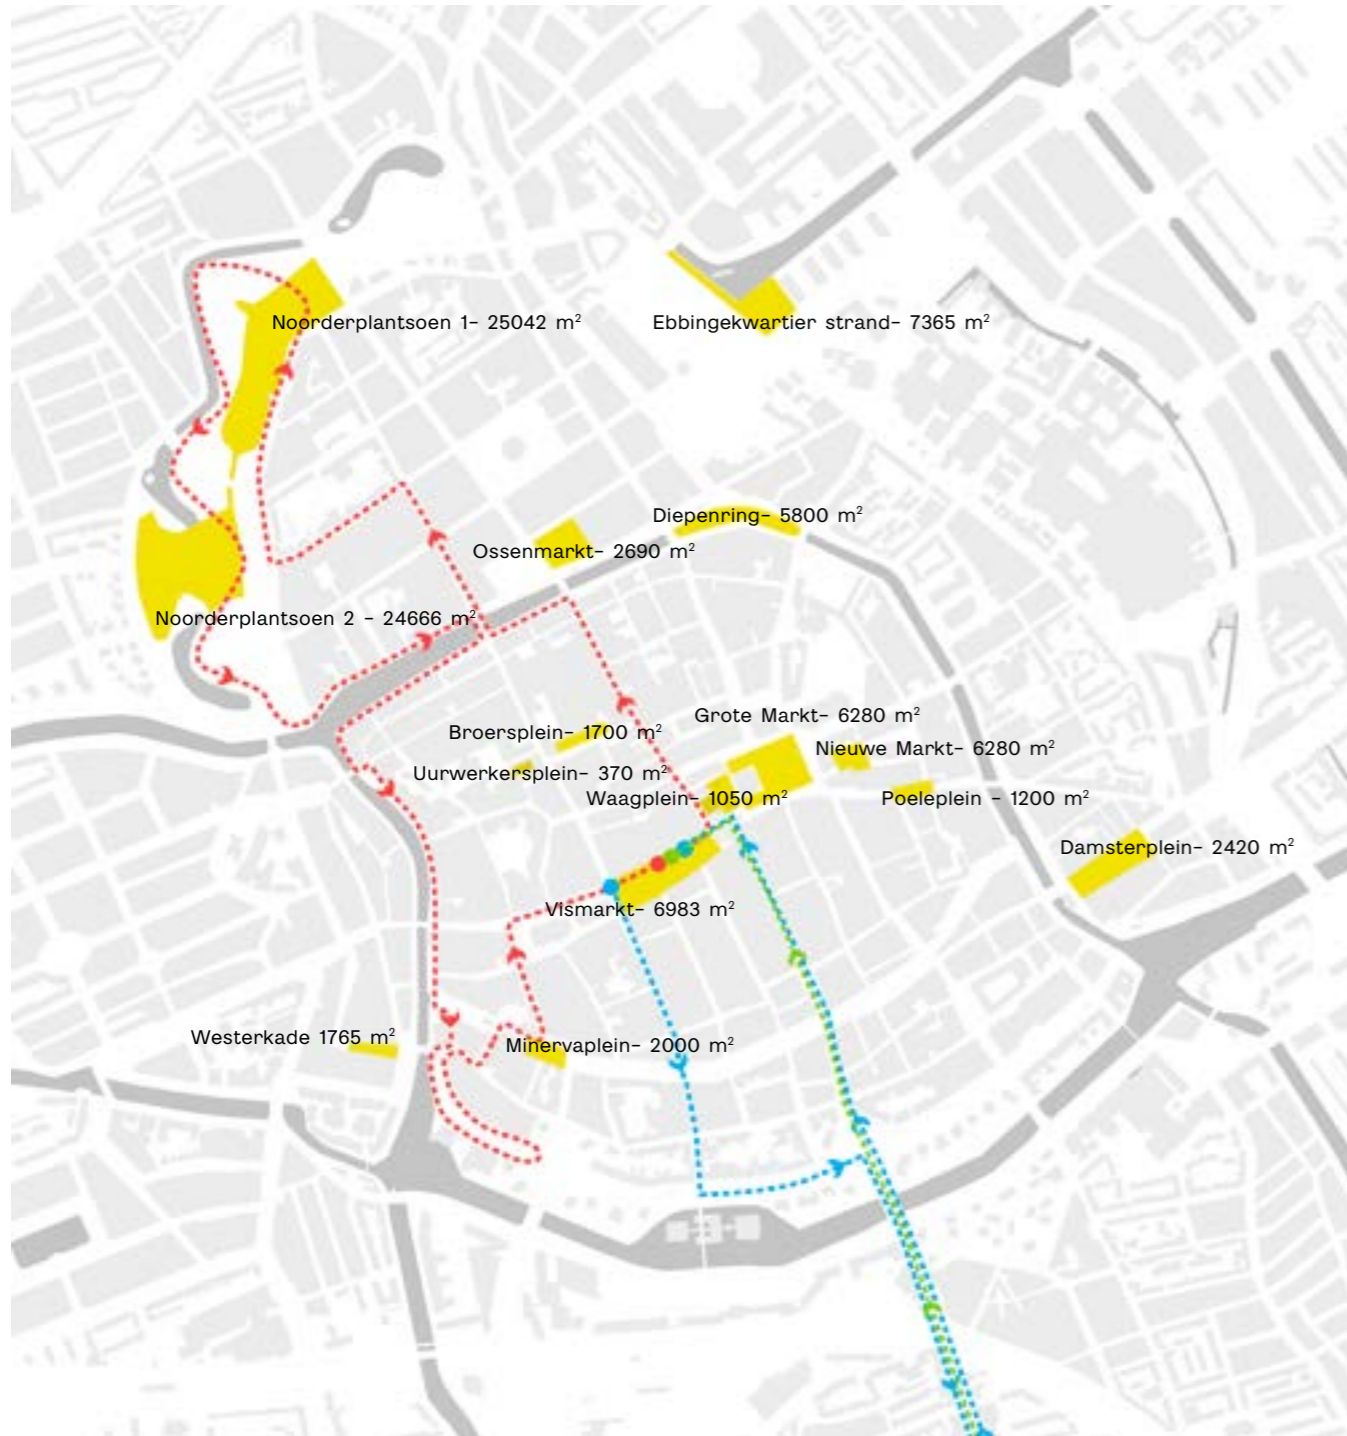 Noorderplantsoen 1- 25042 m²
Ebbingekwartier strand- 7365 m²
Diepenring- 5800 m²
Ossenmarkt- 2690 m²
Noorderplantsoen 2 - 24666 m²
Grote Markt- 6280 m²
Broersplein- 1700 m²
Nieuwe Markt- 6280 m²
Uurwerkersplein- 370 m²
Waagplein- 1050 m²
Poeleplein - 1200 m²
Damsterplein- 2420 m²
Vismarkt- 6983 m²
Westerkade 1765 m²
Minervaplein- 2000 m²